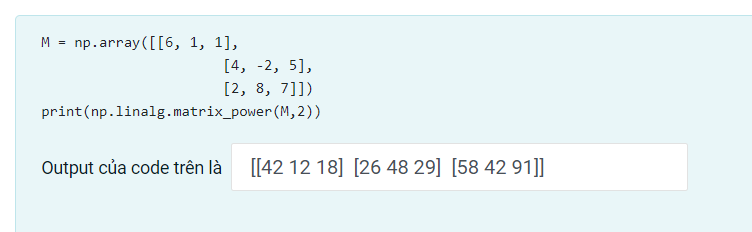 M = np.array([[6, 1, 1],
[4, -2, 5],
[2, 8, 7]])
print(np.linalg.matrix_power(M,2))
Output của code trên là [[42 12 18] [26 48 29] [58 42 91]]